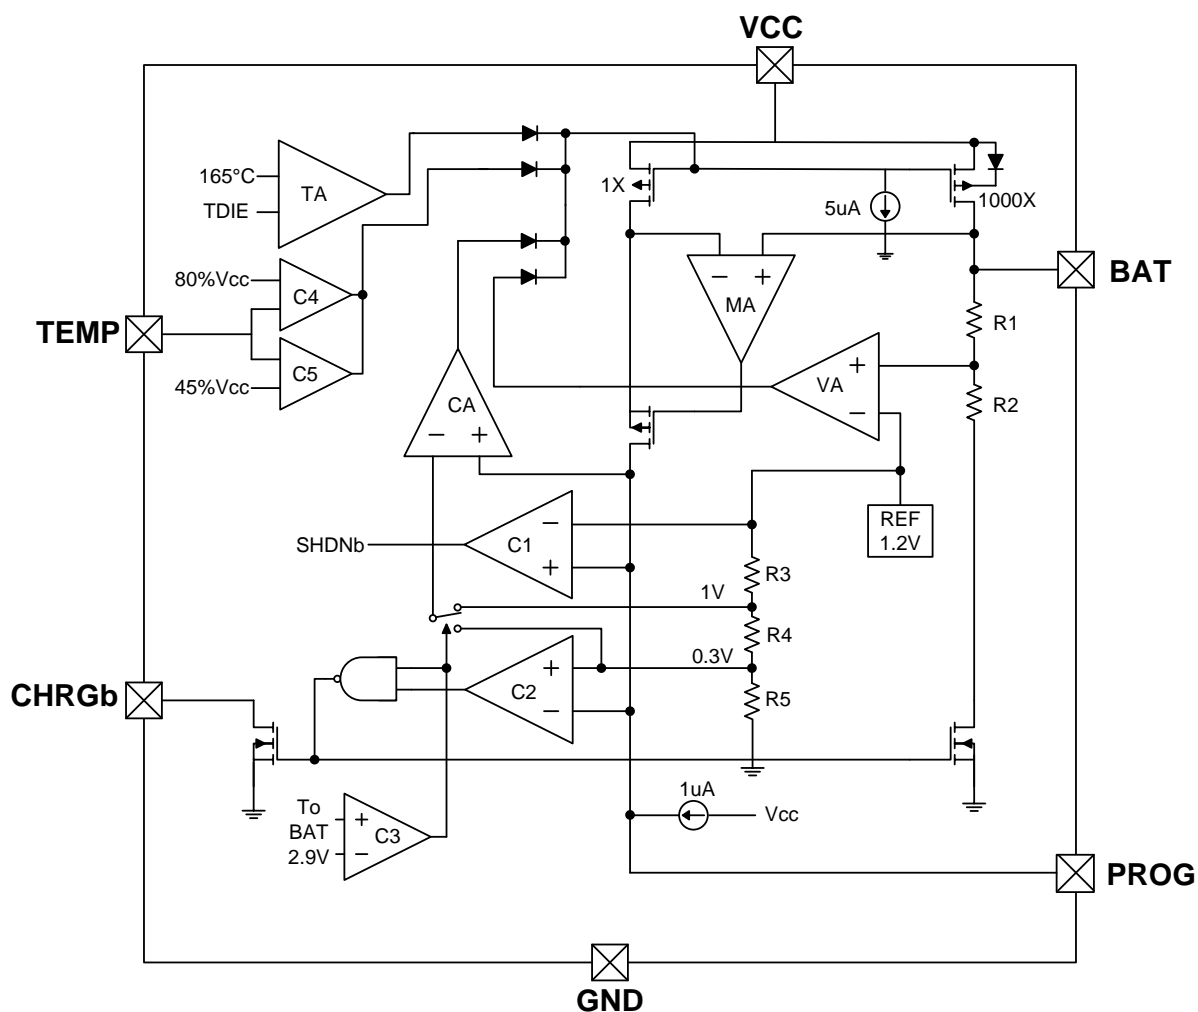 VCC
165°C
TDIE
TA
1X
5uA
1000X
80%Vcc
C4
TEMP
45%Vcc
C5
− +
MA
BAT
R1
VA
+
−
R2
CA
− +
REF
1.2V
SHDNb
C1
−
+
R3
1V
R4
0.3V
C2
+
−
R5
CHRGb
1uA
Vcc
To
BAT
2.9V
+
−
C3
PROG
GND